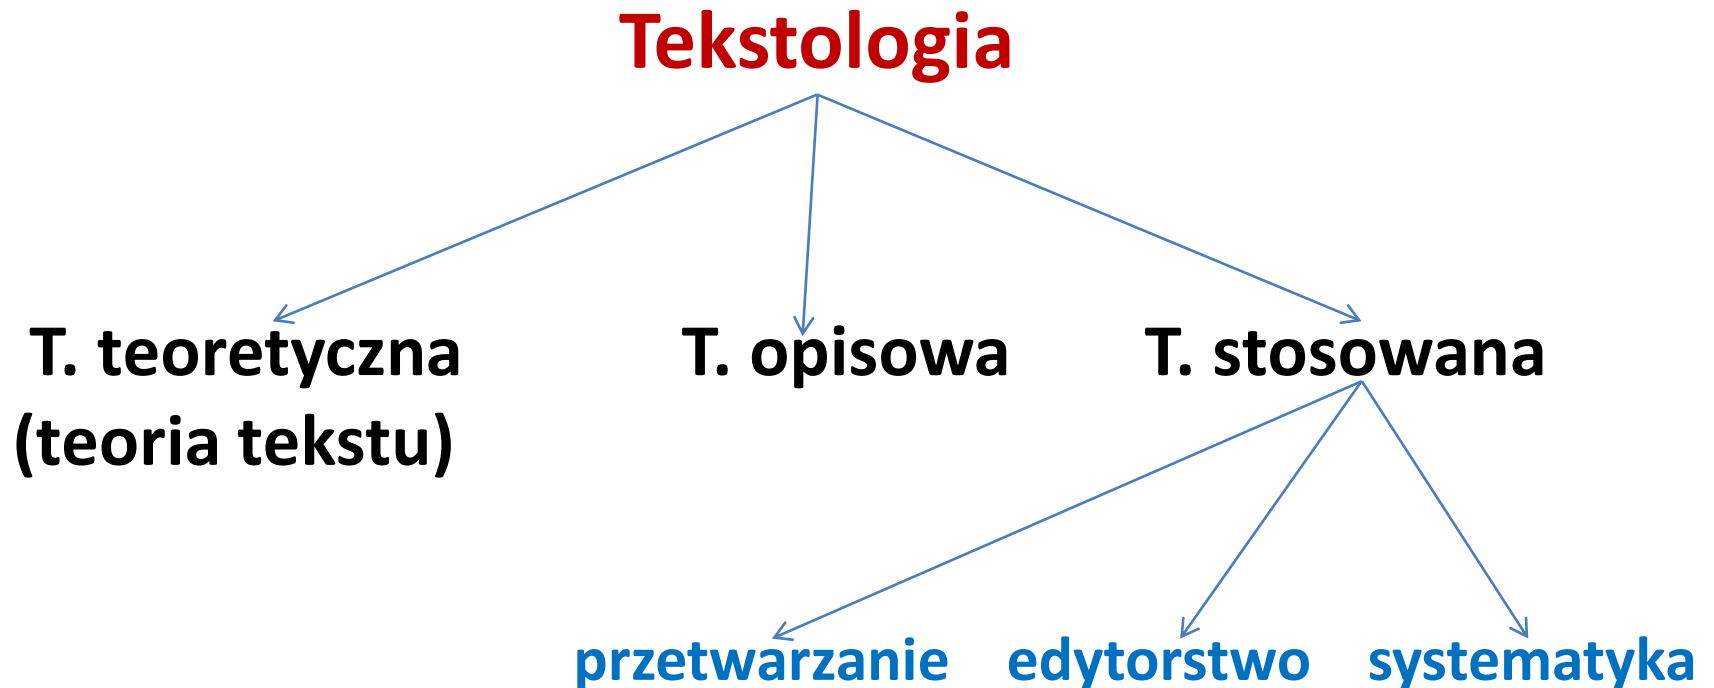 Tekstologia
T. teoretyczna T. opisowa T. stosowana
(teoria tekstu)
przetwarzanie edytorstwo systematyka